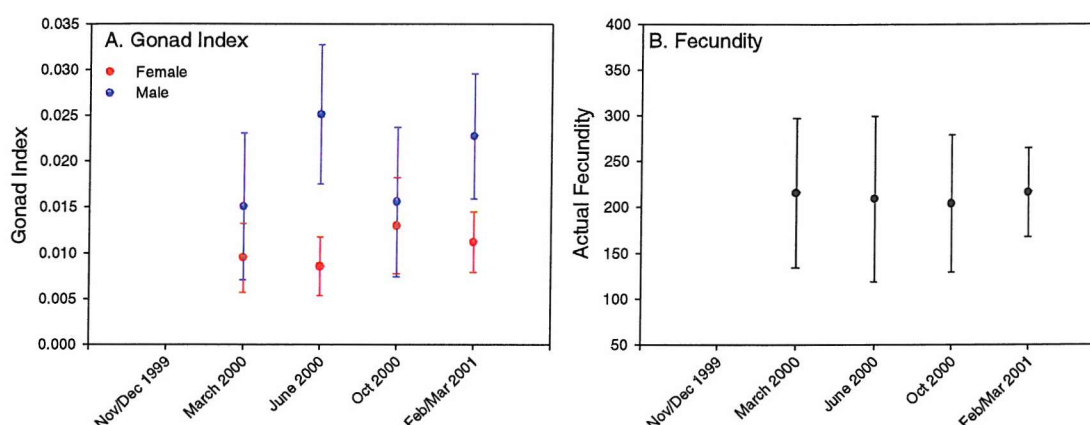 A. Gonad Index
Female
Male
Gonad Index
0.035
0.030
0.025
0.020
0.015
0.010
0.005
0.000
Nov/Dec 1999
March 2000
June 2000
Oct 2000
Feb/Mar 2001
B. Fecundity
Actual Fecundity
400
350
300
250
200
150
100
50
Nov/Dec 1999
March 2000
June 2000
Oct 2000
Feb/Mar 2001